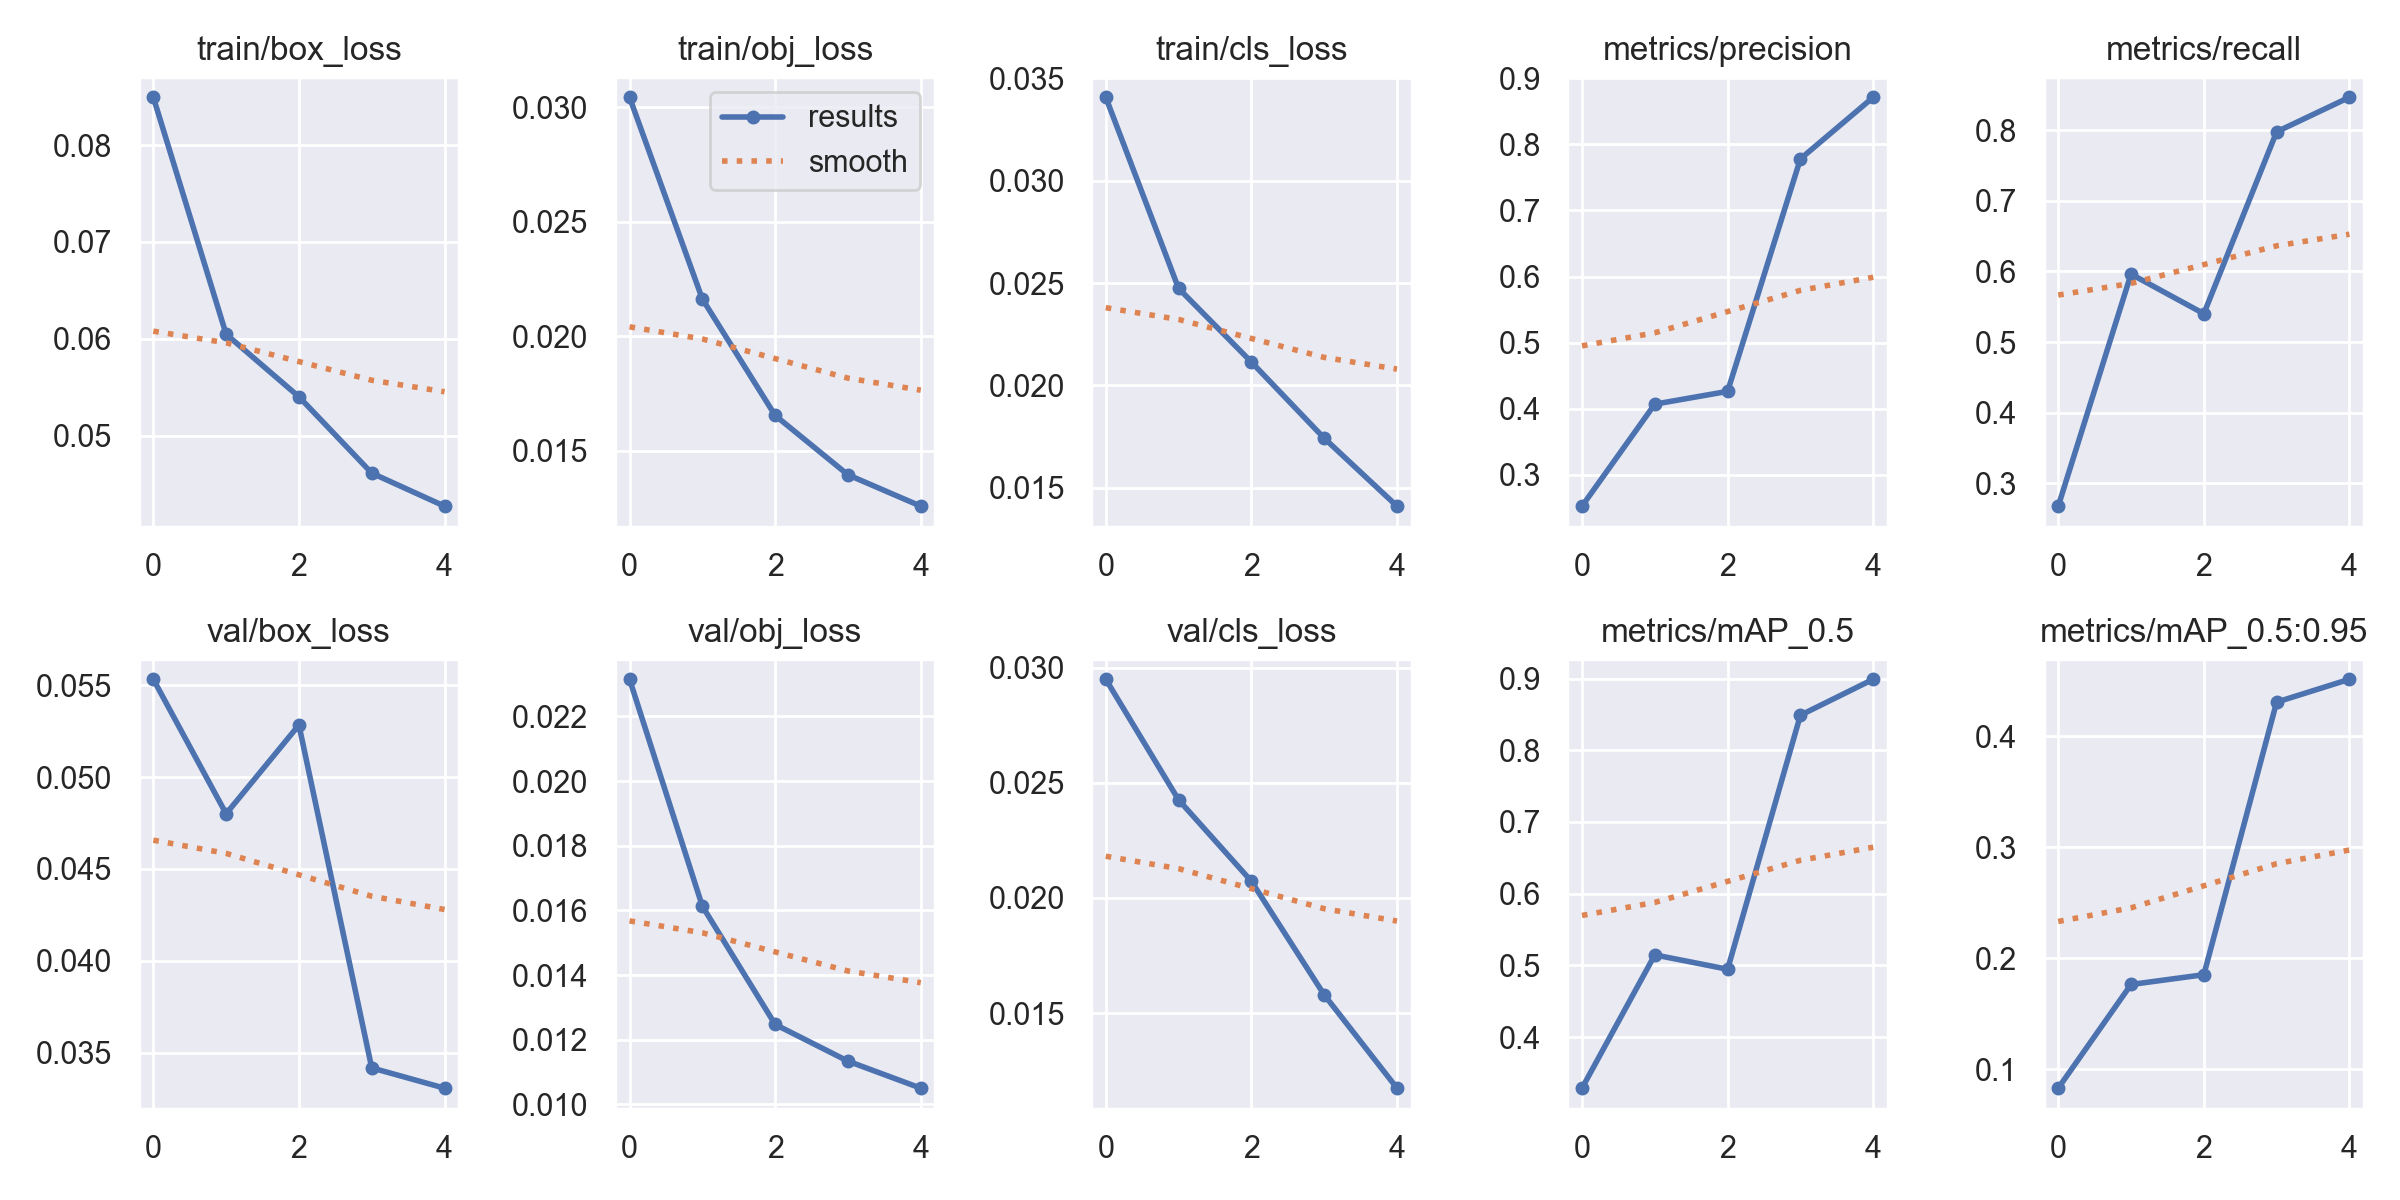 train/box_loss
0.08
0.07
0.06
0.05
0 2 4
train/obj_loss
results
smooth
0.030
0.025
0.020
0.015
0 2 4
train/cls_loss
0.035
0.030
0.025
0.020
0.015
0 2 4
metrics/precision
0.9
0.8
0.7
0.6
0.5
0.4
0.3
0 2 4
metrics/recall
0.8
0.7
0.6
0.5
0.4
0.3
0 2 4
val/box_loss
0.055
0.050
0.045
0.040
0.035
0 2 4
val/obj_loss
0.022
0.020
0.018
0.016
0.014
0.012
0.010
0 2 4
val/cls_loss
0.030
0.025
0.020
0.015
0 2 4
metrics/mAP_0.5
0.9
0.8
0.7
0.6
0.5
0.4
0 2 4
metrics/mAP_0.5:0.95
0.4
0.3
0.2
0.1
0 2 4